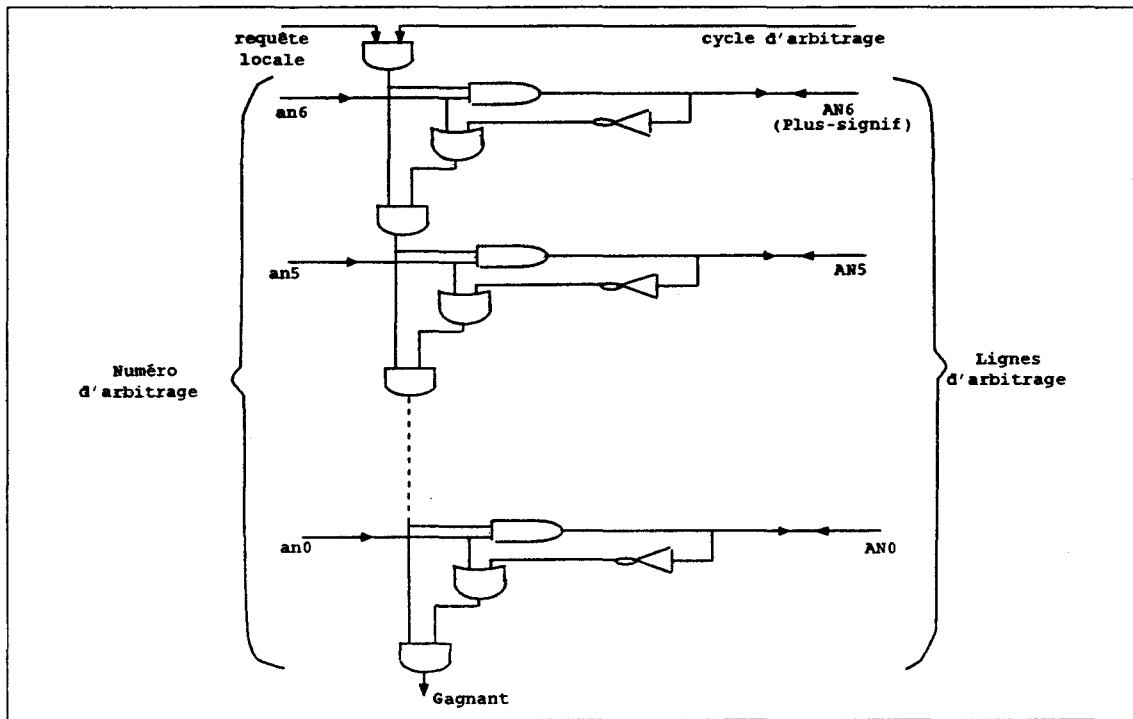 requête
locale
cycle d'arbitrage
an6
AN6
(Plus-signif)
an5
AN5
Numéro
d'arbitrage
Lignes
d'arbitrage
an0
AN0
Gagnant